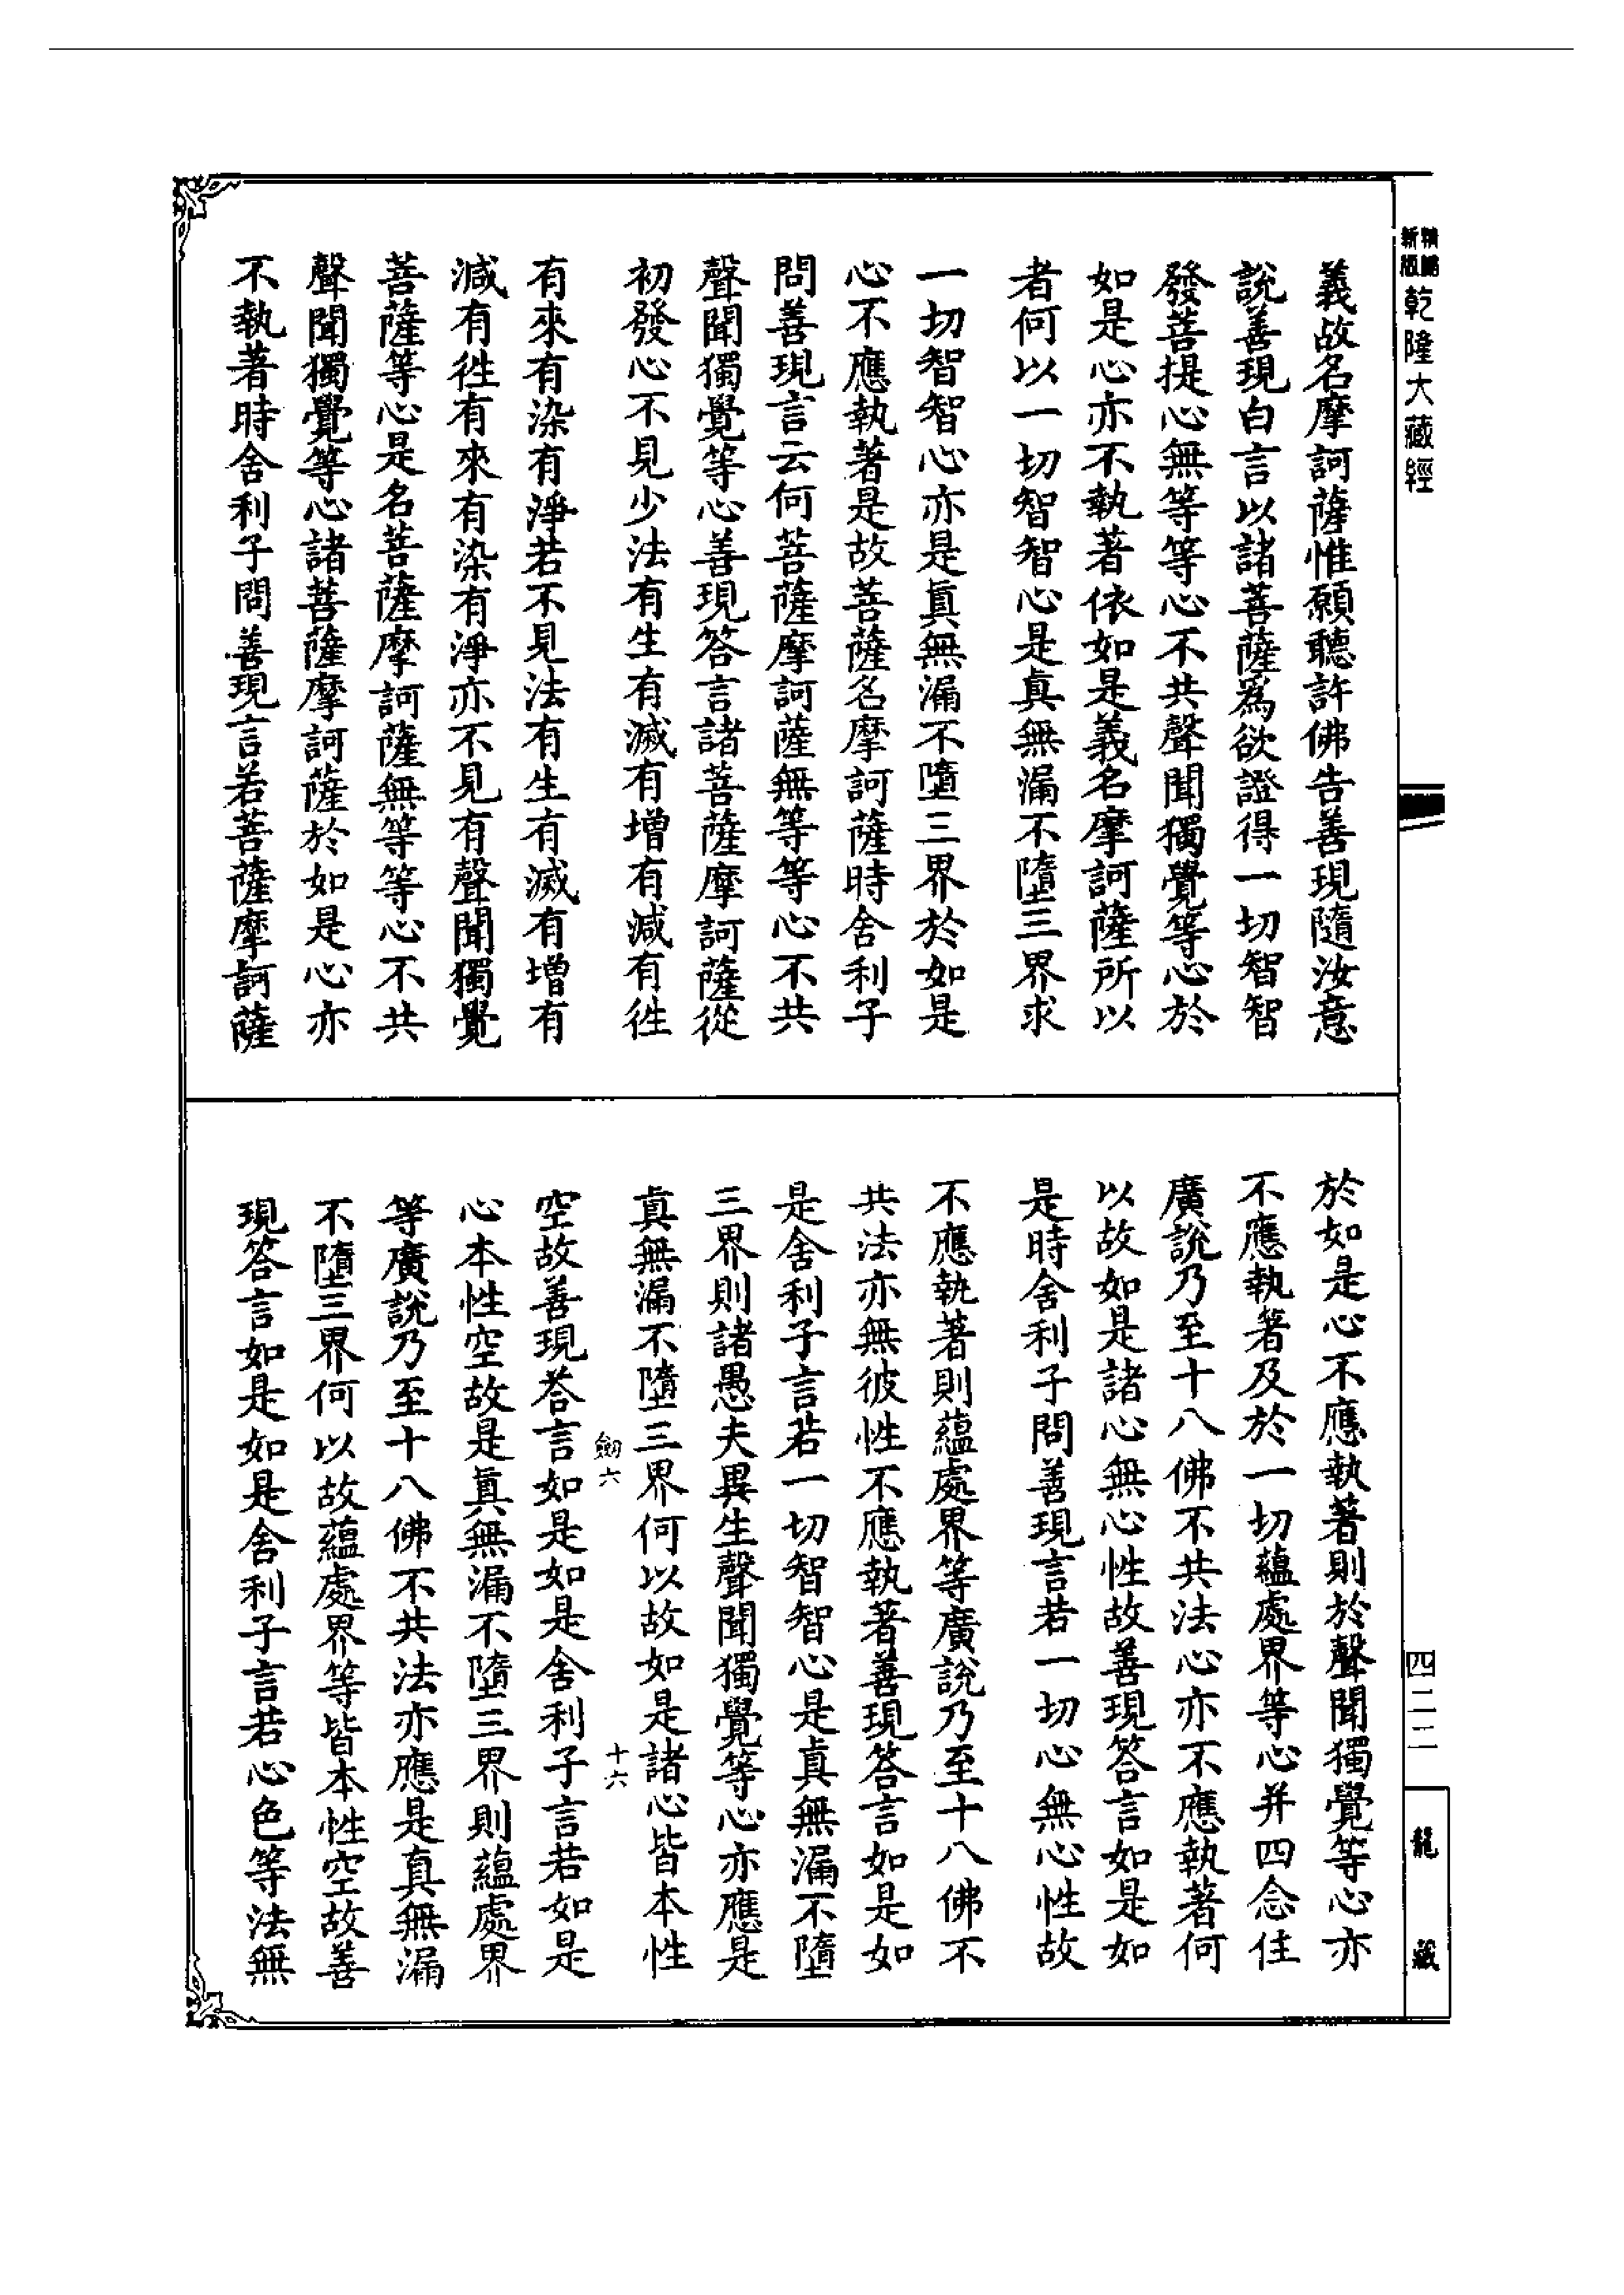 精縮新版乾隆大藏經
義故名摩訶薩惟願聽許佛告善現隨汝意
說善現白言以諸菩薩為欲證得一切智智
發菩提心無等等心不共聲聞獨覺等心於
如是心亦不執著依如是義名摩訶薩所以
者何以一切智智心是真無漏不墮三界求
一切智智心亦是真無漏不墮三界於如是
心不應執著是故菩薩名摩訶薩時舍利子
問善現言云何菩薩摩訶薩無等等心不共
聲聞獨覺等心善現答言諸菩薩摩訶薩從
初發心不見少法有生有滅有增有減有往
有來有染有淨若不見法有生有滅有增有
減有往有來有染有淨亦不見有聲聞獨覺
菩薩等心是名菩薩摩訶薩無等等心不共
聲聞獨覺等心諸菩薩摩訶薩於如是心亦
不執著時舍利子問善現言若菩薩摩訶薩
於如是心不應執著則於聲聞獨覺等心亦
不應執著及於一切蘊處界等心并四念住
廣說乃至十八佛不共法心亦不應執著何
以故如是諸心無心性故善現答言如是如
是時舍利子問善現言若一切心無心性故
不應執著則蘊處界等廣說乃至十八佛不
共法亦無彼性不應執著善現答言如是如
是舍利子言若一切智智心是真無漏不墮
三界則諸愚夫異生聲聞獨覺等心亦應是
真無漏不墮三界何以故如是諸心皆本性
劒六 十六
空故善現答言如是如是舍利子言若如是
心本性空故是真無漏不墮三界則蘊處界
等廣說乃至十八佛不共法亦應是真無漏
不墮三界何以故蘊處界等皆本性空故善
現答言如是如是舍利子言若心色等法無
四二二
龍藏